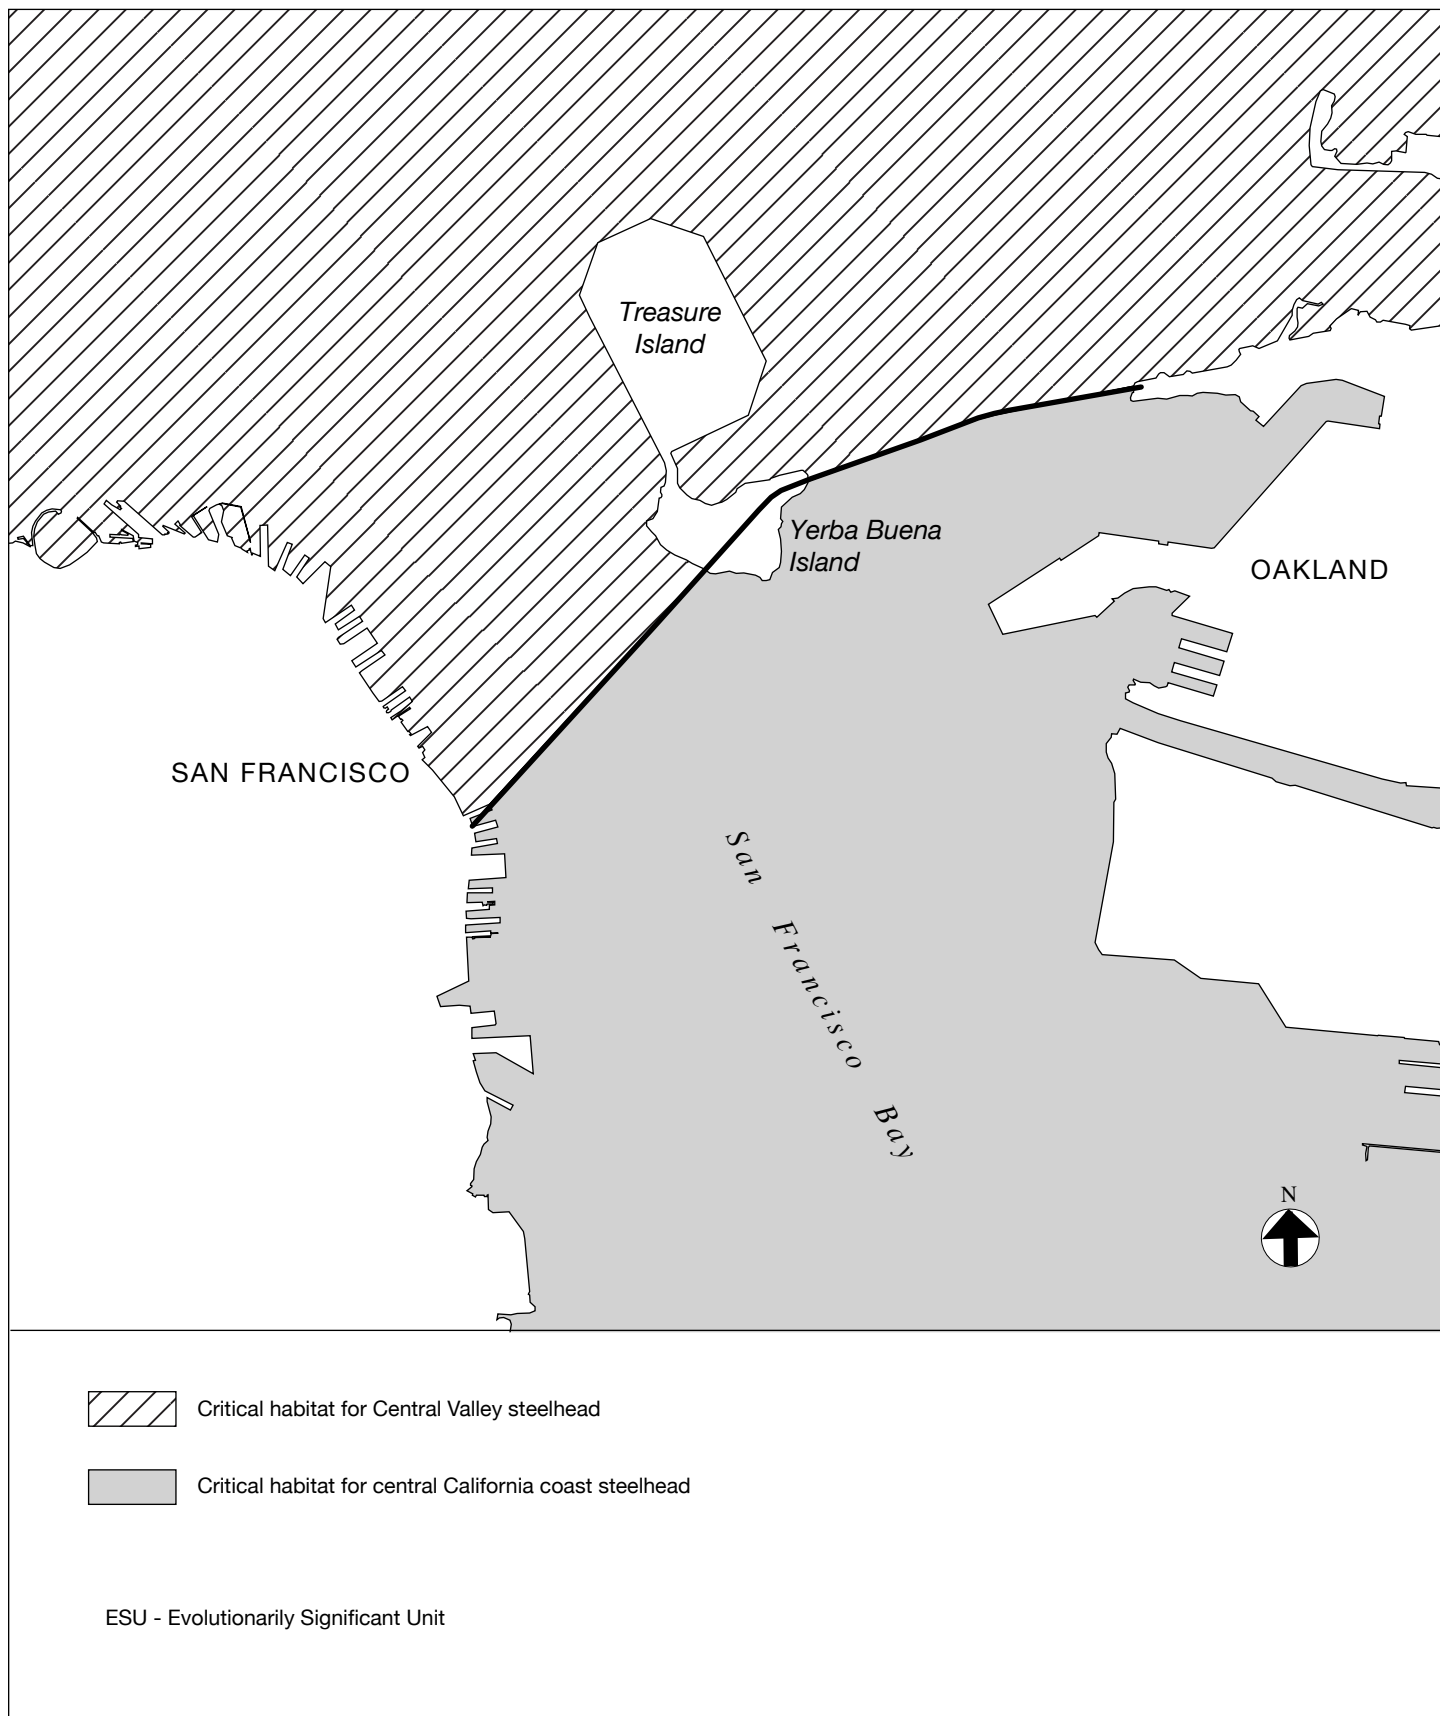 Treasure
Island
Yerba Buena
Island
OAKLAND
SAN FRANCISCO
San Francisco Bay
N
Critical habitat for Central Valley steelhead
Critical habitat for central California coast steelhead
ESU - Evolutionarily Significant Unit